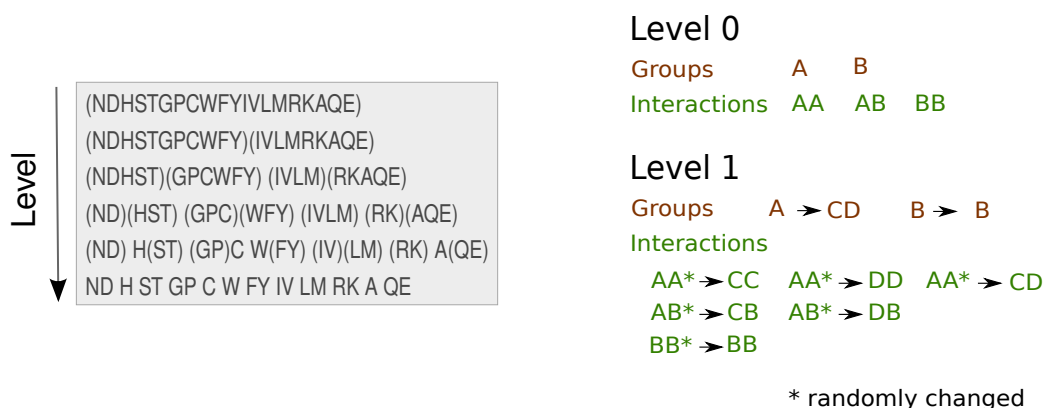 Level
(NDHSTGPCWFYIVLMRKAQE)
(NDHSTGPCWFY)(IVLMRKAQE)
(NDHST)(GPCWFY) (IVLM)(RKAQE)
(ND)(HST) (GPC)(WFY) (IVLM) (RK)(AQE)
(ND) H(ST) (GP)C W(FY) (IV)(LM) (RK) A(QE)
ND H ST GP C W FY IV LM RK A QE
Level 0
Groups A B
Interactions AA AB BB
Level 1
Groups A CD B B
Interactions
AA* CC AA* DD AA* CD
AB* CB AB* DB
BB* BB
* randomly changed